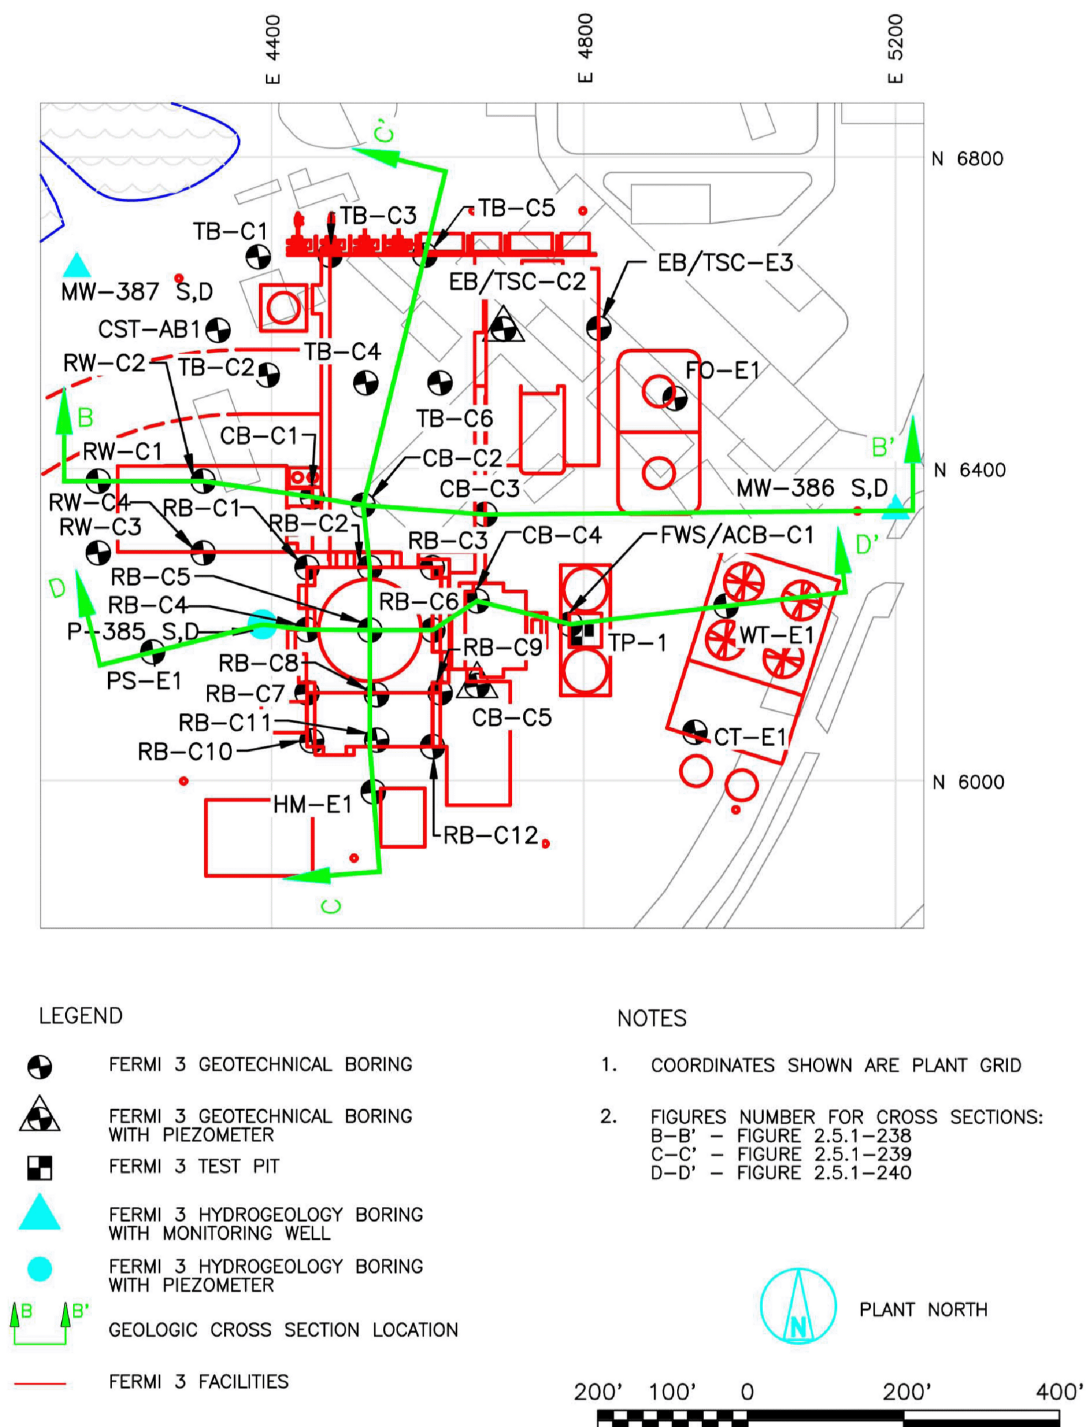 E 4400
E 4800
E 5200
N 6800
C'
TB-C1
TB-C3
TB-C5
EB/TSC-C2
EB/TSC-E3
MW-387 S,D
CST-AB1
RW-C2
TB-C2
TB-C4
FO-E1
TB-C6
B
CB-C1
B'
RW-C1
CB-C2
N 6400
CB-C3
MW-386 S,D
RW-C4
RB-C1
RW-C3
RB-C2
RB-C3
CB-C4
FWS/ACB-C1
D'
D
RB-C5
RB-C4
RB-C6
P-385 S,D
RB-C9
TP-1
WT-E1
PS-E1
RB-C8
RB-C7
CB-C5
RB-C11
RB-C10
CT-E1
N 6000
HM-E1
RB-C12
C
LEGEND
FERMI 3 GEOTECHNICAL BORING
FERMI 3 GEOTECHNICAL BORING
WITH PIEZOMETER
FERMI 3 TEST PIT
FERMI 3 HYDROGEOLOGY BORING
WITH MONITORING WELL
FERMI 3 HYDROGEOLOGY BORING
WITH PIEZOMETER
B B'
GEOLOGIC CROSS SECTION LOCATION
FERMI 3 FACILITIES
NOTES
1. COORDINATES SHOWN ARE PLANT GRID
2. FIGURES NUMBER FOR CROSS SECTIONS:
B-B' - FIGURE 2.5.1-238
C-C' - FIGURE 2.5.1-239
D-D' - FIGURE 2.5.1-240
N
PLANT NORTH
200' 100' 0 200' 400'